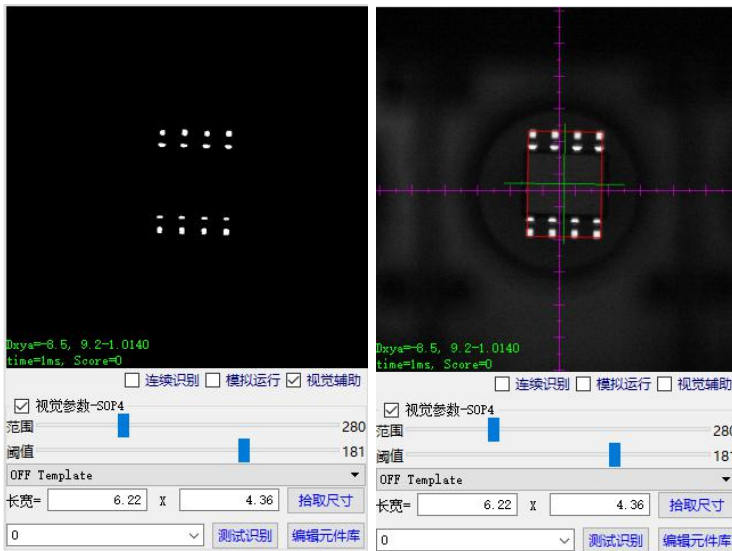 Dxya=-8.5, 9.2-1.0140
time=1ms, Score=0
连续识别 模拟运行 视觉辅助
视觉参数-SOP4
范围 280
阈值 181
OFF Template
长宽= 6.22 X 4.36 拾取尺寸
0 测试识别 编辑元件库
Dxya=-8.5, 9.2-1.0140
time=1ms, Score=0
连续识别 模拟运行 视觉辅助
视觉参数-SOP4
范围 280
阈值 181
OFF Template
长宽= 6.22 X 4.36 拾取尺寸
0 测试识别 编辑元件库